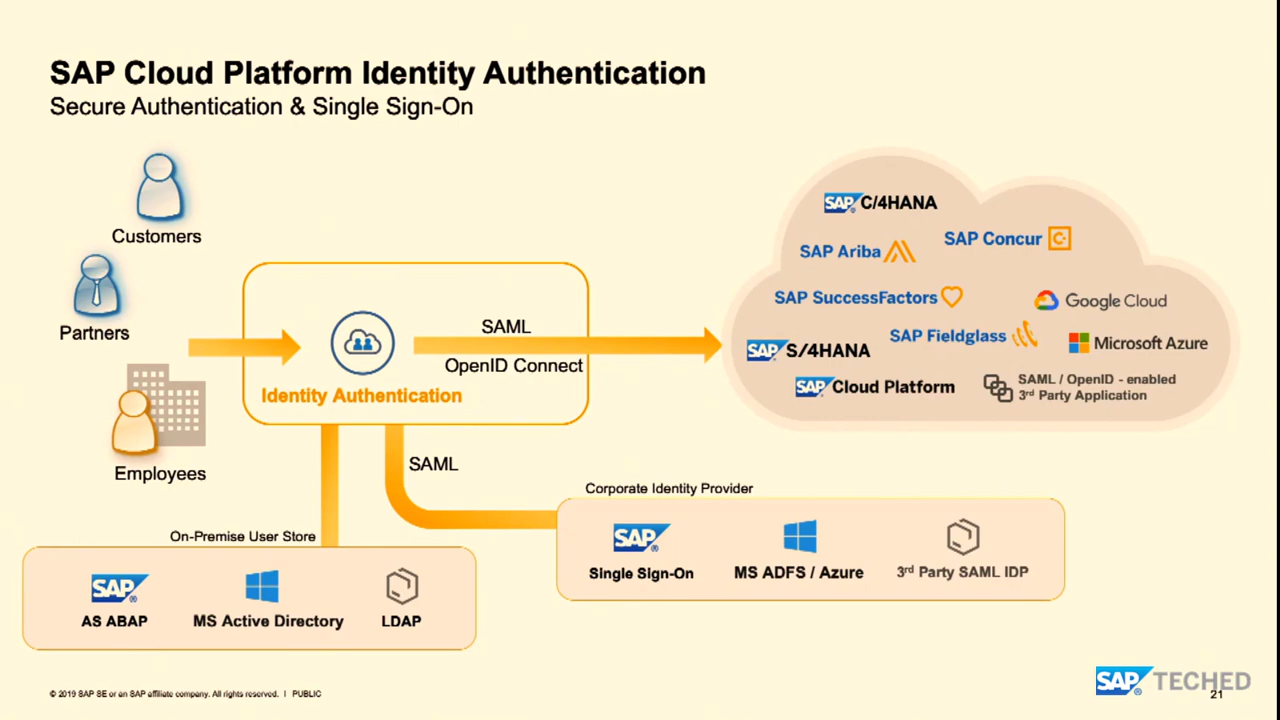 SAP Cloud Platform Identity Authentication
Secure Authentication & Single Sign-On
Customers
Partners
Employees
Identity Authentication
SAML
OpenID Connect
SAML
SAP C/4HANA
SAP Ariba
SAP Concur
SAP SuccessFactors
Google Cloud
SAP Fieldglass
SAP S/4HANA
Microsoft Azure
SAP Cloud Platform
SAML / OpenID - enabled
3rd Party Application
Corporate Identity Provider
SAP
Single Sign-On
MS ADFS / Azure
3rd Party SAML IDP
On-Premise User Store
SAP
AS ABAP
MS Active Directory
LDAP
© 2019 SAP SE or an SAP affiliate company. All rights reserved. I PUBLIC
SAP TECHED
21